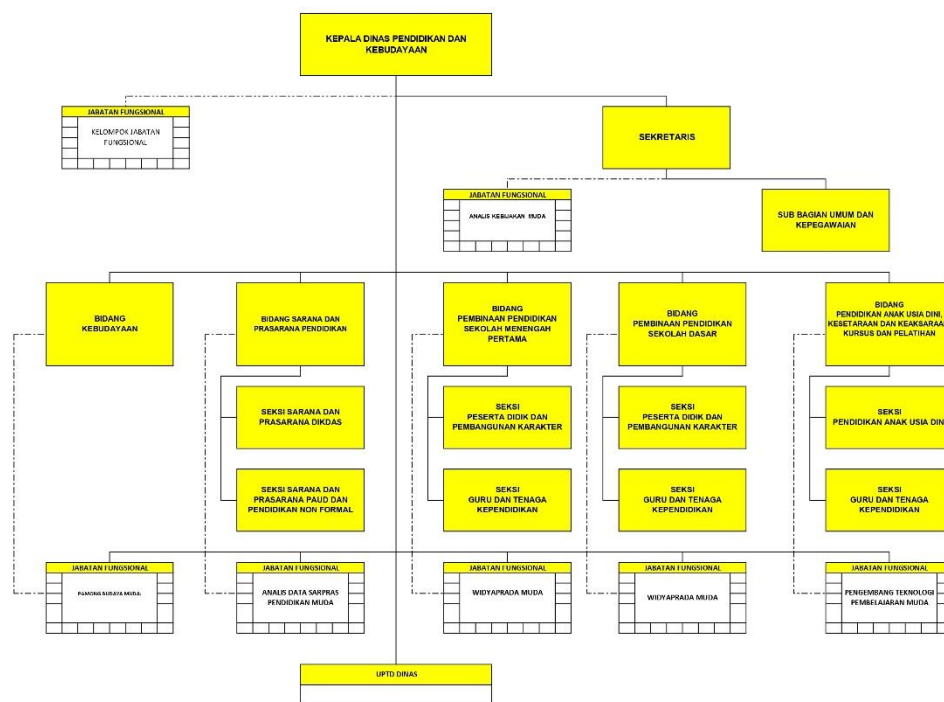 KEPALA DINAS PENDIDIKAN DAN
KEBUDAYAAN
JABATAN FUNGSIONAL
KELOMPOK JABATAN
FUNGSIONAL
SEKRETARIS
JABATAN FUNGSIONAL
ANALIS KEBIJAKAN MUDA
SUB BAGIAN UMUM DAN
KEPEGAWAIAN
BIDANG
KEBUDAYAAN
BIDANG SARANA DAN
PRASARANA PENDIDIKAN
BIDANG
PEMBINAAN PENDIDIKAN
SEKOLAH MENENGAH
PERTAMA
BIDANG
PEMBINAAN PENDIDIKAN
SEKOLAH DASAR
BIDANG
PENDIDIKAN ANAK USIA DINI,
KESETARAAN DAN KEAKSARAA
KURSUS DAN PELATIHAN
SEKSI SARANA DAN
PRASARANA DIKDAS
SEKSI
PESERTA DIDIK DAN
PEMBANGUNAN KARAKTER
SEKSI
PESERTA DIDIK DAN
PEMBANGUNAN KARAKTER
SEKSI
PENDIDIKAN ANAK USIA DINI
SEKSI SARANA DAN
PRASARANA PAUD DAN
PENDIDIKAN NON FORMAL
SEKSI
GURU DAN TENAGA
KEPENDIDIKAN
SEKSI
GURU DAN TENAGA
KEPENDIDIKAN
SEKSI
GURU DAN TENAGA
KEPENDIDIKAN
JABATAN FUNGSIONAL
PAMONG BUDAYA MUDA
JABATAN FUNGSIONAL
ANALIS DATA SARPRAS
PENDIDIKAN MUDA
JABATAN FUNGSIONAL
WIDYAPRADA MUDA
JABATAN FUNGSIONAL
WIDYAPRADA MUDA
JABATAN FUNGSIONAL
PENGEMBANG TEKNOLOGI
PEMBELAJARAN MUDA
UPTD DINAS